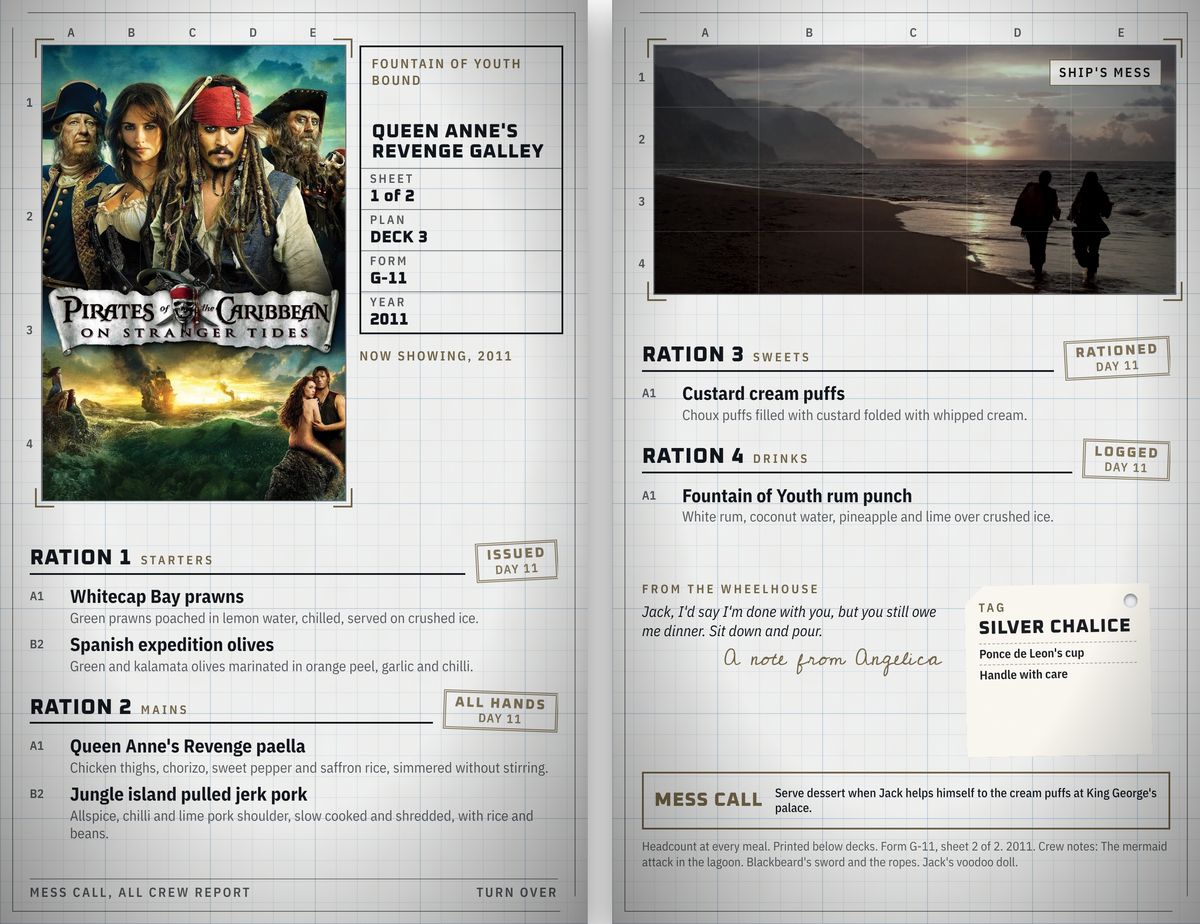 A B C D E
1
2
3
4
PIRATES of the CARIBBEAN
ON STRANGER TIDES
FOUNTAIN OF YOUTH
BOUND
QUEEN ANNE'S
REVENGE GALLEY
SHEET
1 of 2
PLAN
DECK 3
FORM
G-11
YEAR
2011
NOW SHOWING, 2011
RATION 1 STARTERS
ISSUED
DAY 11
A1 Whitecap Bay prawns
Green prawns poached in lemon water, chilled, served on crushed ice.
B2 Spanish expedition olives
Green and kalamata olives marinated in orange peel, garlic and chilli.
RATION 2 MAINS
ALL HANDS
DAY 11
A1 Queen Anne's Revenge paella
Chicken thighs, chorizo, sweet pepper and saffron rice, simmered without stirring.
B2 Jungle island pulled jerk pork
Allspice, chilli and lime pork shoulder, slow cooked and shredded, with rice and
beans.
MESS CALL, ALL CREW REPORT
TURN OVER
A B C D E
1
2
3
4
SHIP'S MESS
RATION 3 SWEETS
RATIONED
DAY 11
A1 Custard cream puffs
Choux puffs filled with custard folded with whipped cream.
RATION 4 DRINKS
LOGGED
DAY 11
A1 Fountain of Youth rum punch
White rum, coconut water, pineapple and lime over crushed ice.
FROM THE WHEELHOUSE
Jack, I'd say I'm done with you, but you still owe
me dinner. Sit down and pour.
A note from Angelica
TAG
SILVER CHALICE
Ponce de Leon's cup
Handle with care
MESS CALL
Serve dessert when Jack helps himself to the cream puffs at King George's
palace.
Headcount at every meal. Printed below decks. Form G-11, sheet 2 of 2. 2011. Crew notes: The mermaid
attack in the lagoon. Blackbeard's sword and the ropes. Jack's voodoo doll.